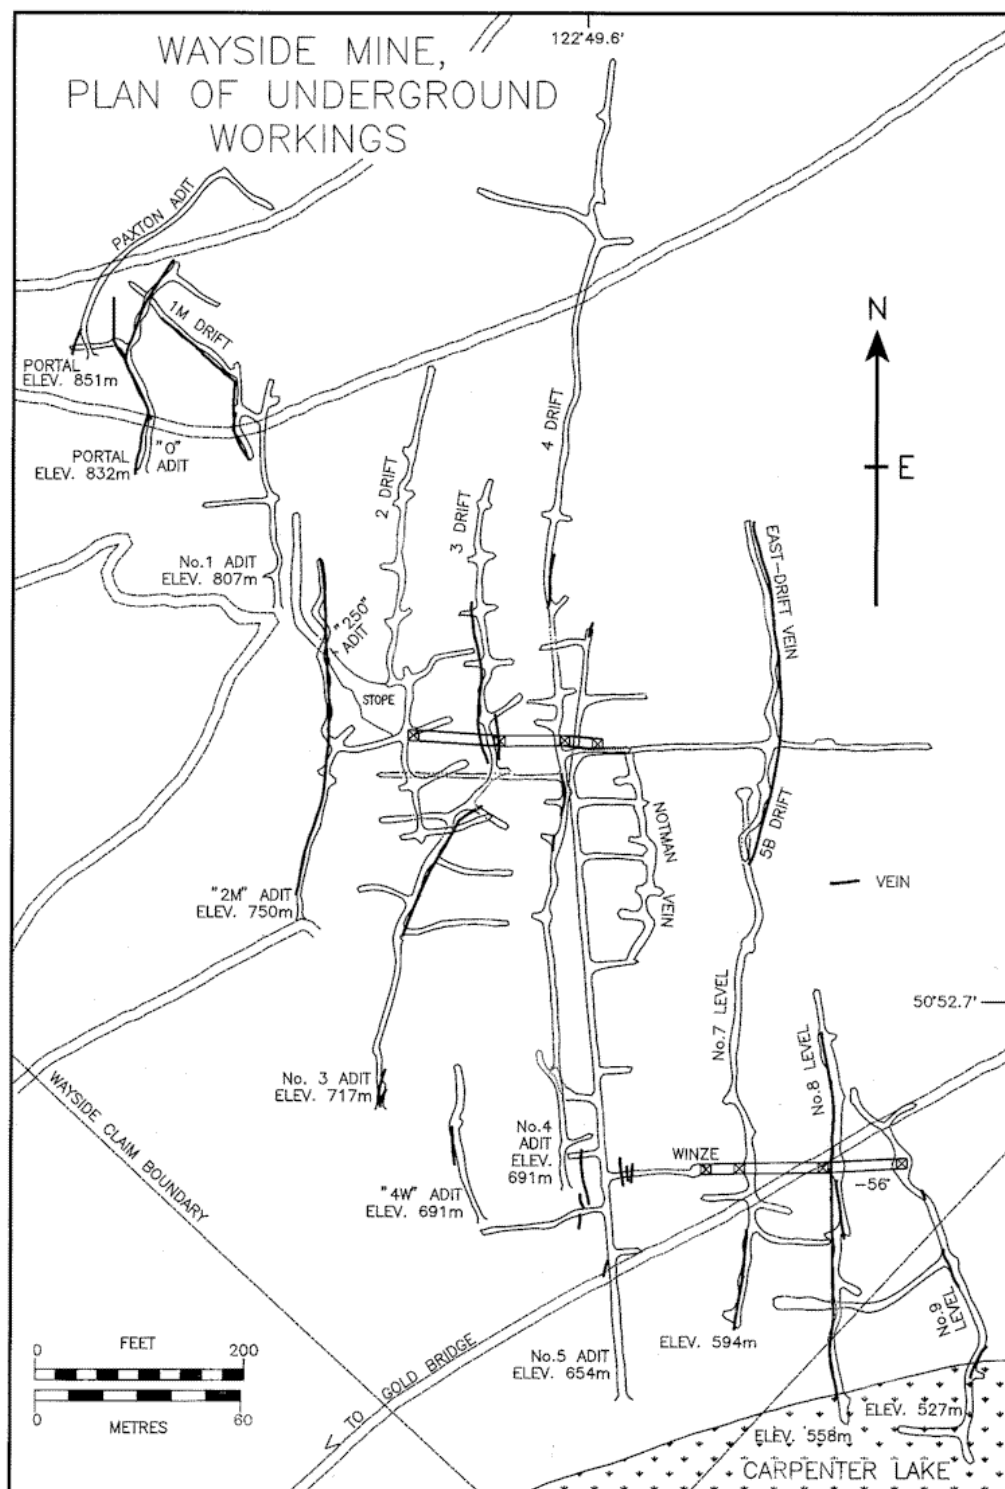 WAYSIDE MINE,
PLAN OF UNDERGROUND
WORKINGS
122°49.6'
PAXTON ADIT
1M DRIFT
PORTAL
ELEV. 851m
"O"
ADIT
PORTAL
ELEV. 832m
2 DRIFT
3 DRIFT
4 DRIFT
N
E
No.1 ADIT
ELEV. 807m
"250"
ADIT
STOPE
EAST-DRIFT VEIN
5B DRIFT
NOTMAN
VEIN
VEIN
"2M" ADIT
ELEV. 750m
50°52.7'
No.7 LEVEL
No.8 LEVEL
No. 3 ADIT
ELEV. 717m
WAYSIDE CLAIM BOUNDARY
No.4
ADIT
ELEV.
691m
WINZE
-56°
"4W" ADIT
ELEV. 691m
No.9
LEVEL
FEET
0
200
0
60
METRES
TO GOLD BRIDGE
No.5 ADIT
ELEV. 654m
ELEV. 594m
ELEV. 527m
ELEV. 558m
CARPENTER LAKE